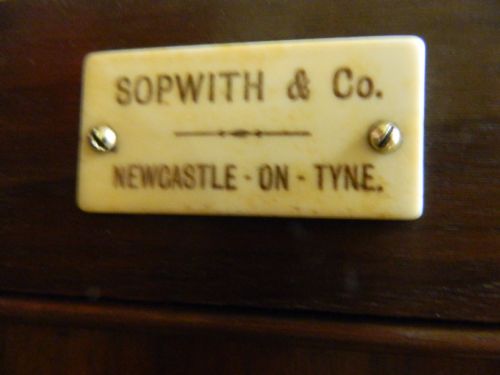 SOPWITH & Co.
NEWCASTLE - ON - TYNE.